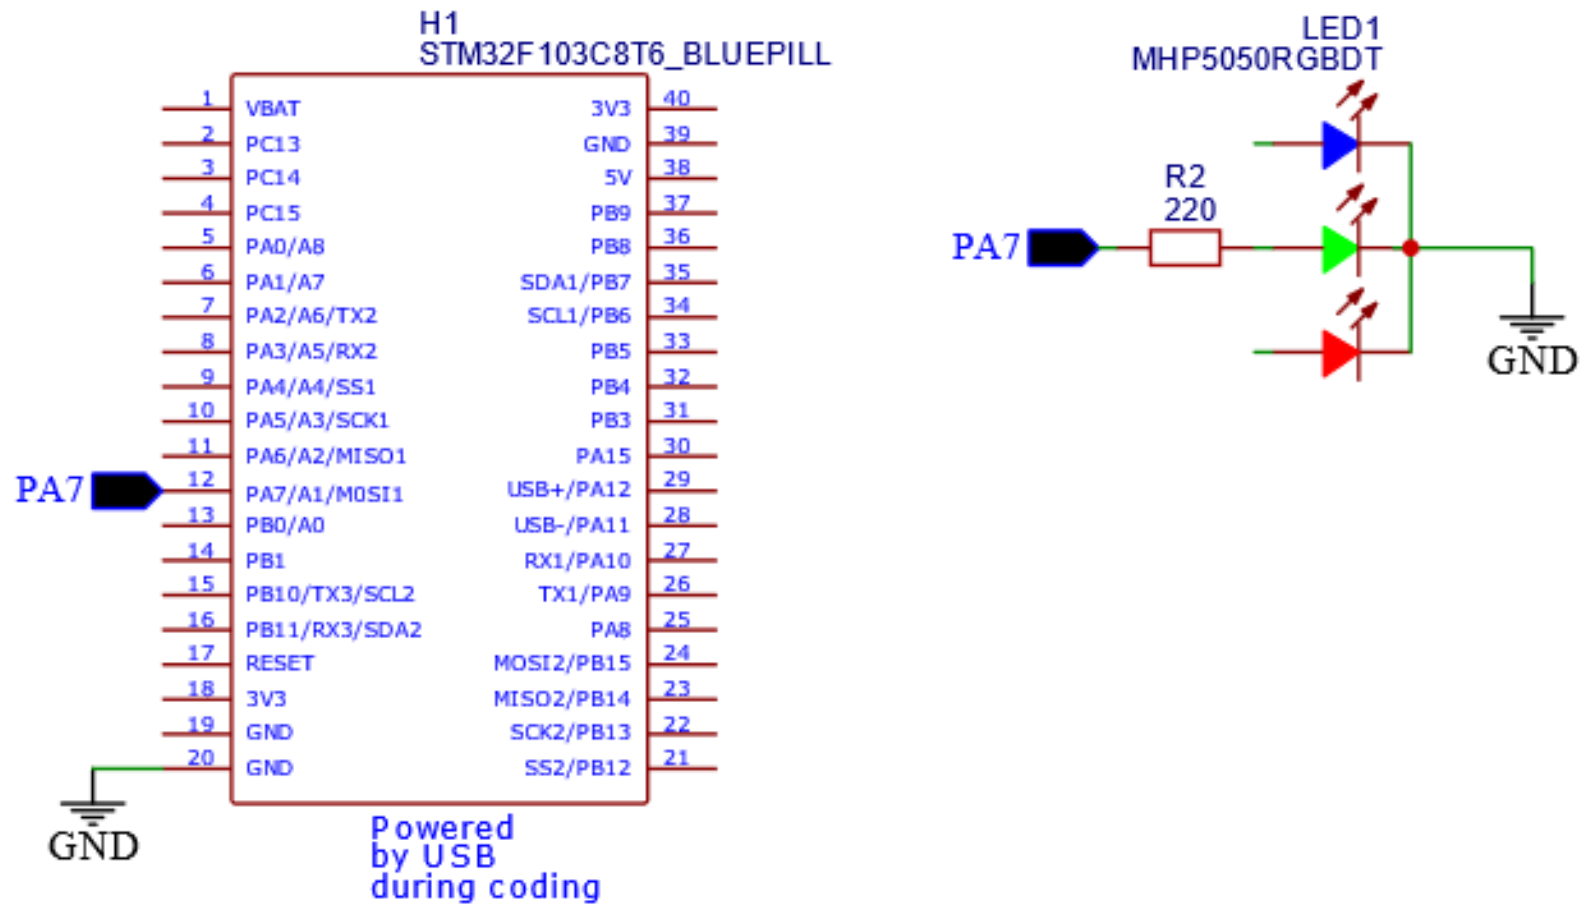 H1
STM32F103C8T6_BLUEPILL
1 VBAT 3V3 40
2 PC13 GND 39
3 PC14 5V 38
4 PC15 PB9 37
5 PA0/A8 PB8 36
6 PA1/A7 SDA1/PB7 35
7 PA2/A6/TX2 SCL1/PB6 34
8 PA3/A5/RX2 PB5 33
9 PA4/A4/SS1 PB4 32
10 PA5/A3/SCK1 PB3 31
11 PA6/A2/MISO1 PA15 30
PA7 12 PA7/A1/M0SI1 USB+/PA12 29
13 PB0/A0 USB-/PA11 28
14 PB1 RX1/PA10 27
15 PB10/TX3/SCL2 TX1/PA9 26
16 PB11/RX3/SDA2 PA8 25
17 RESET MOSI2/PB15 24
18 3V3 MISO2/PB14 23
19 GND SCK2/PB13 22
20 GND SS2/PB12 21
GND
Powered
by USB
during coding
LED1
MHP5050RGBDT
R2
220
PA7
GND